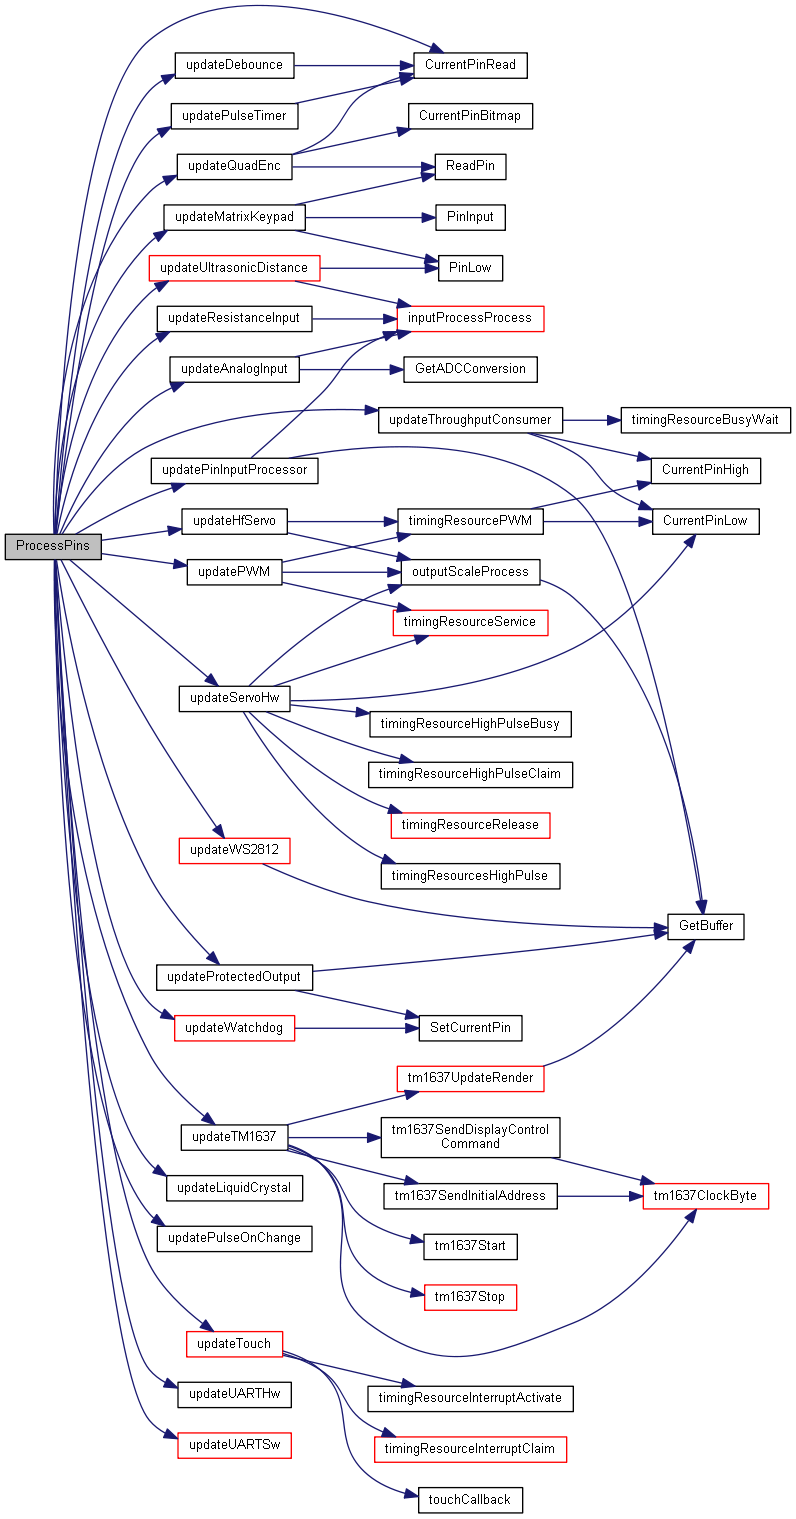 updateDebounce
CurrentPinRead
updatePulseTimer
CurrentPinBitmap
updateQuadEnc
ReadPin
updateMatrixKeypad
PinInput
updateUltrasonicDistance
PinLow
updateResistanceInput
inputProcessProcess
updateAnalogInput
GetADCConversion
updateThroughputConsumer
timingResourceBusyWait
updatePinInputProcessor
CurrentPinHigh
updateHfServo
timingResourcePWM
CurrentPinLow
ProcessPins
updatePWM
outputScaleProcess
timingResourceService
updateServoHw
timingResourceHighPulseBusy
timingResourceHighPulseClaim
timingResourceRelease
updateWS2812
timingResourcesHighPulse
GetBuffer
updateProtectedOutput
updateWatchdog
SetCurrentPin
tm1637UpdateRender
updateTM1637
tm1637SendDisplayControl
Command
updateLiquidCrystal
tm1637SendInitialAddress
tm1637ClockByte
updatePulseOnChange
tm1637Start
tm1637Stop
updateTouch
updateUARTHw
timingResourceInterruptActivate
updateUARTSw
timingResourceInterruptClaim
touchCallback